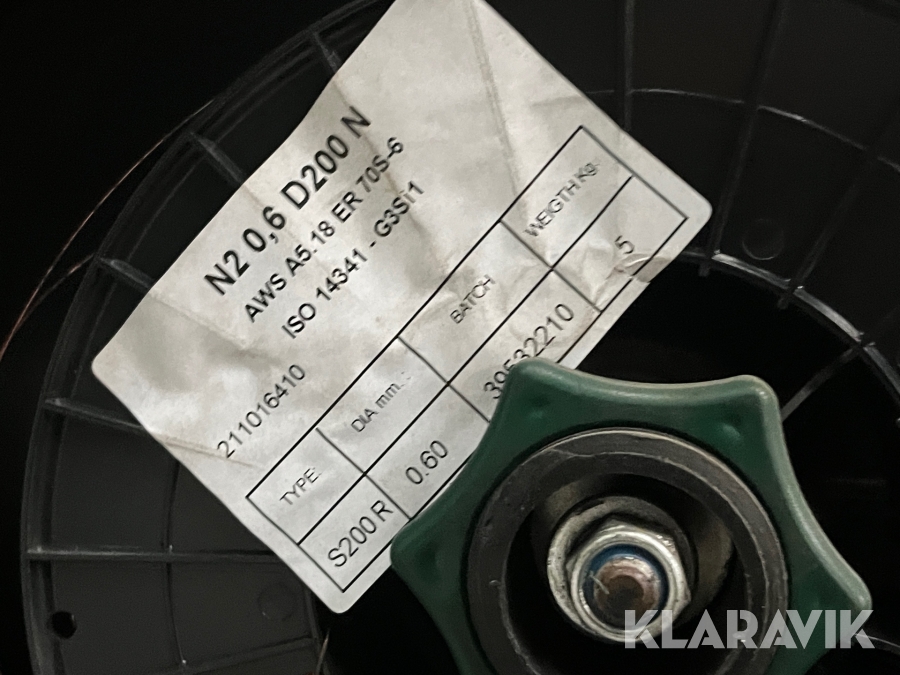 N2 0,6 D200 N
AWS A5.18 ER 70S-6
ISO 14341 - G3Si1
211016410
TYPE: DIA mm.: BATCH WEIGTH Kg.
S200 R 0.60 39532210 5
KLARAVIK